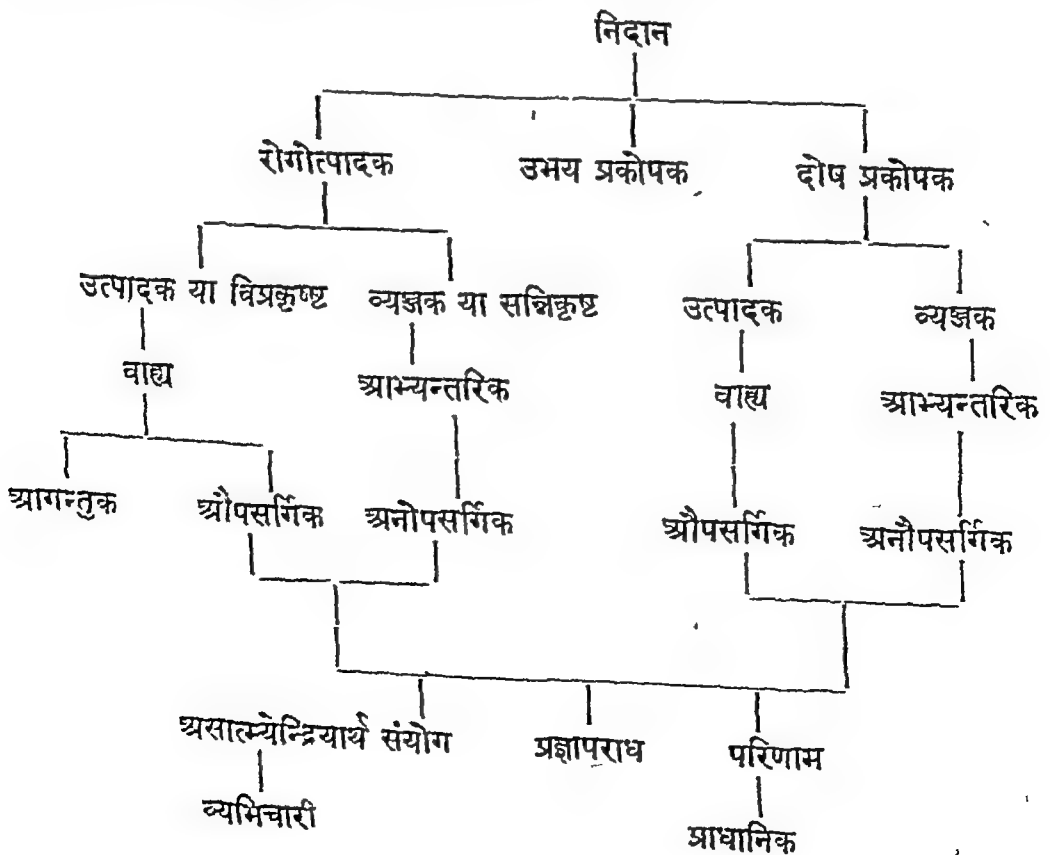 निदान
रोगोत्पादक उभय प्रकोपक दोष प्रकोपक
उत्पादक या विप्रकृष्ट व्यञ्जक या सन्निकृष्ट उत्पादक व्यञ्जक
वाह्य आभ्यन्तरिक वाह्य आभ्यन्तरिक
आगन्तुक औपसर्गिक अनोपसर्गिक औपसर्गिक अनौपसर्गिक
असात्म्येन्द्रियार्थ संयोग प्रज्ञापराध परिणाम
व्यभिचारी प्राधानिक